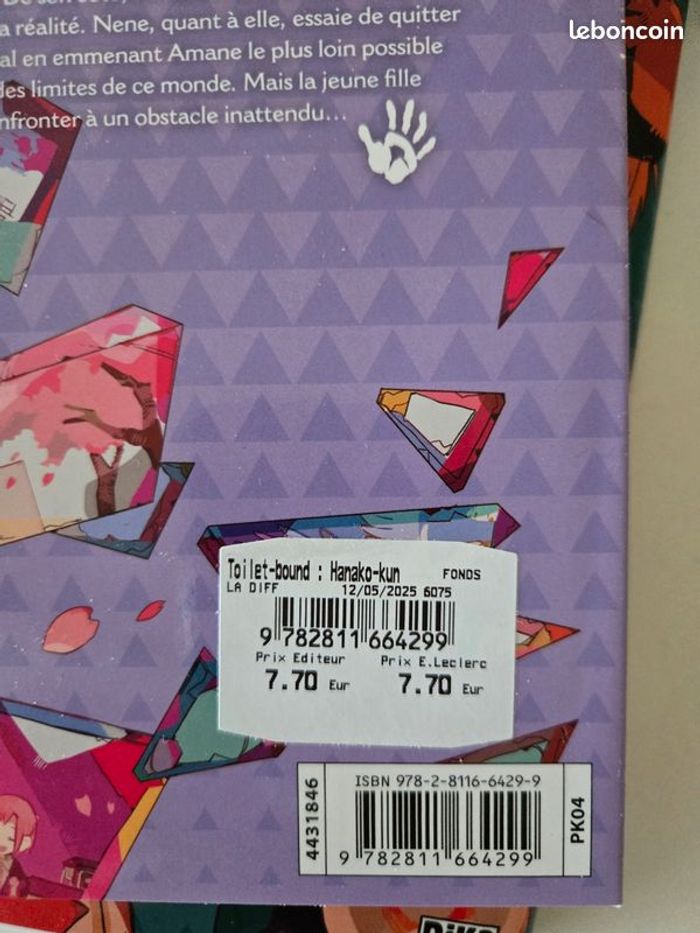 leboncoin
a réalité. Nene, quant à elle, essaie de quitter
al en emmenant Amane le plus loin possible
des limites de ce monde. Mais la jeune fille
nfronter à un obstacle inattendu...
Toilet-bound : Hanako-kun FONDS
LA DIFF 12/05/2025 6075
9 782811 664299
Prix Editeur Prix E.Leclerc
7.70 Eur 7.70 Eur
4431846
ISBN 978-2-8116-6429-9
9 782811 664299
PK04